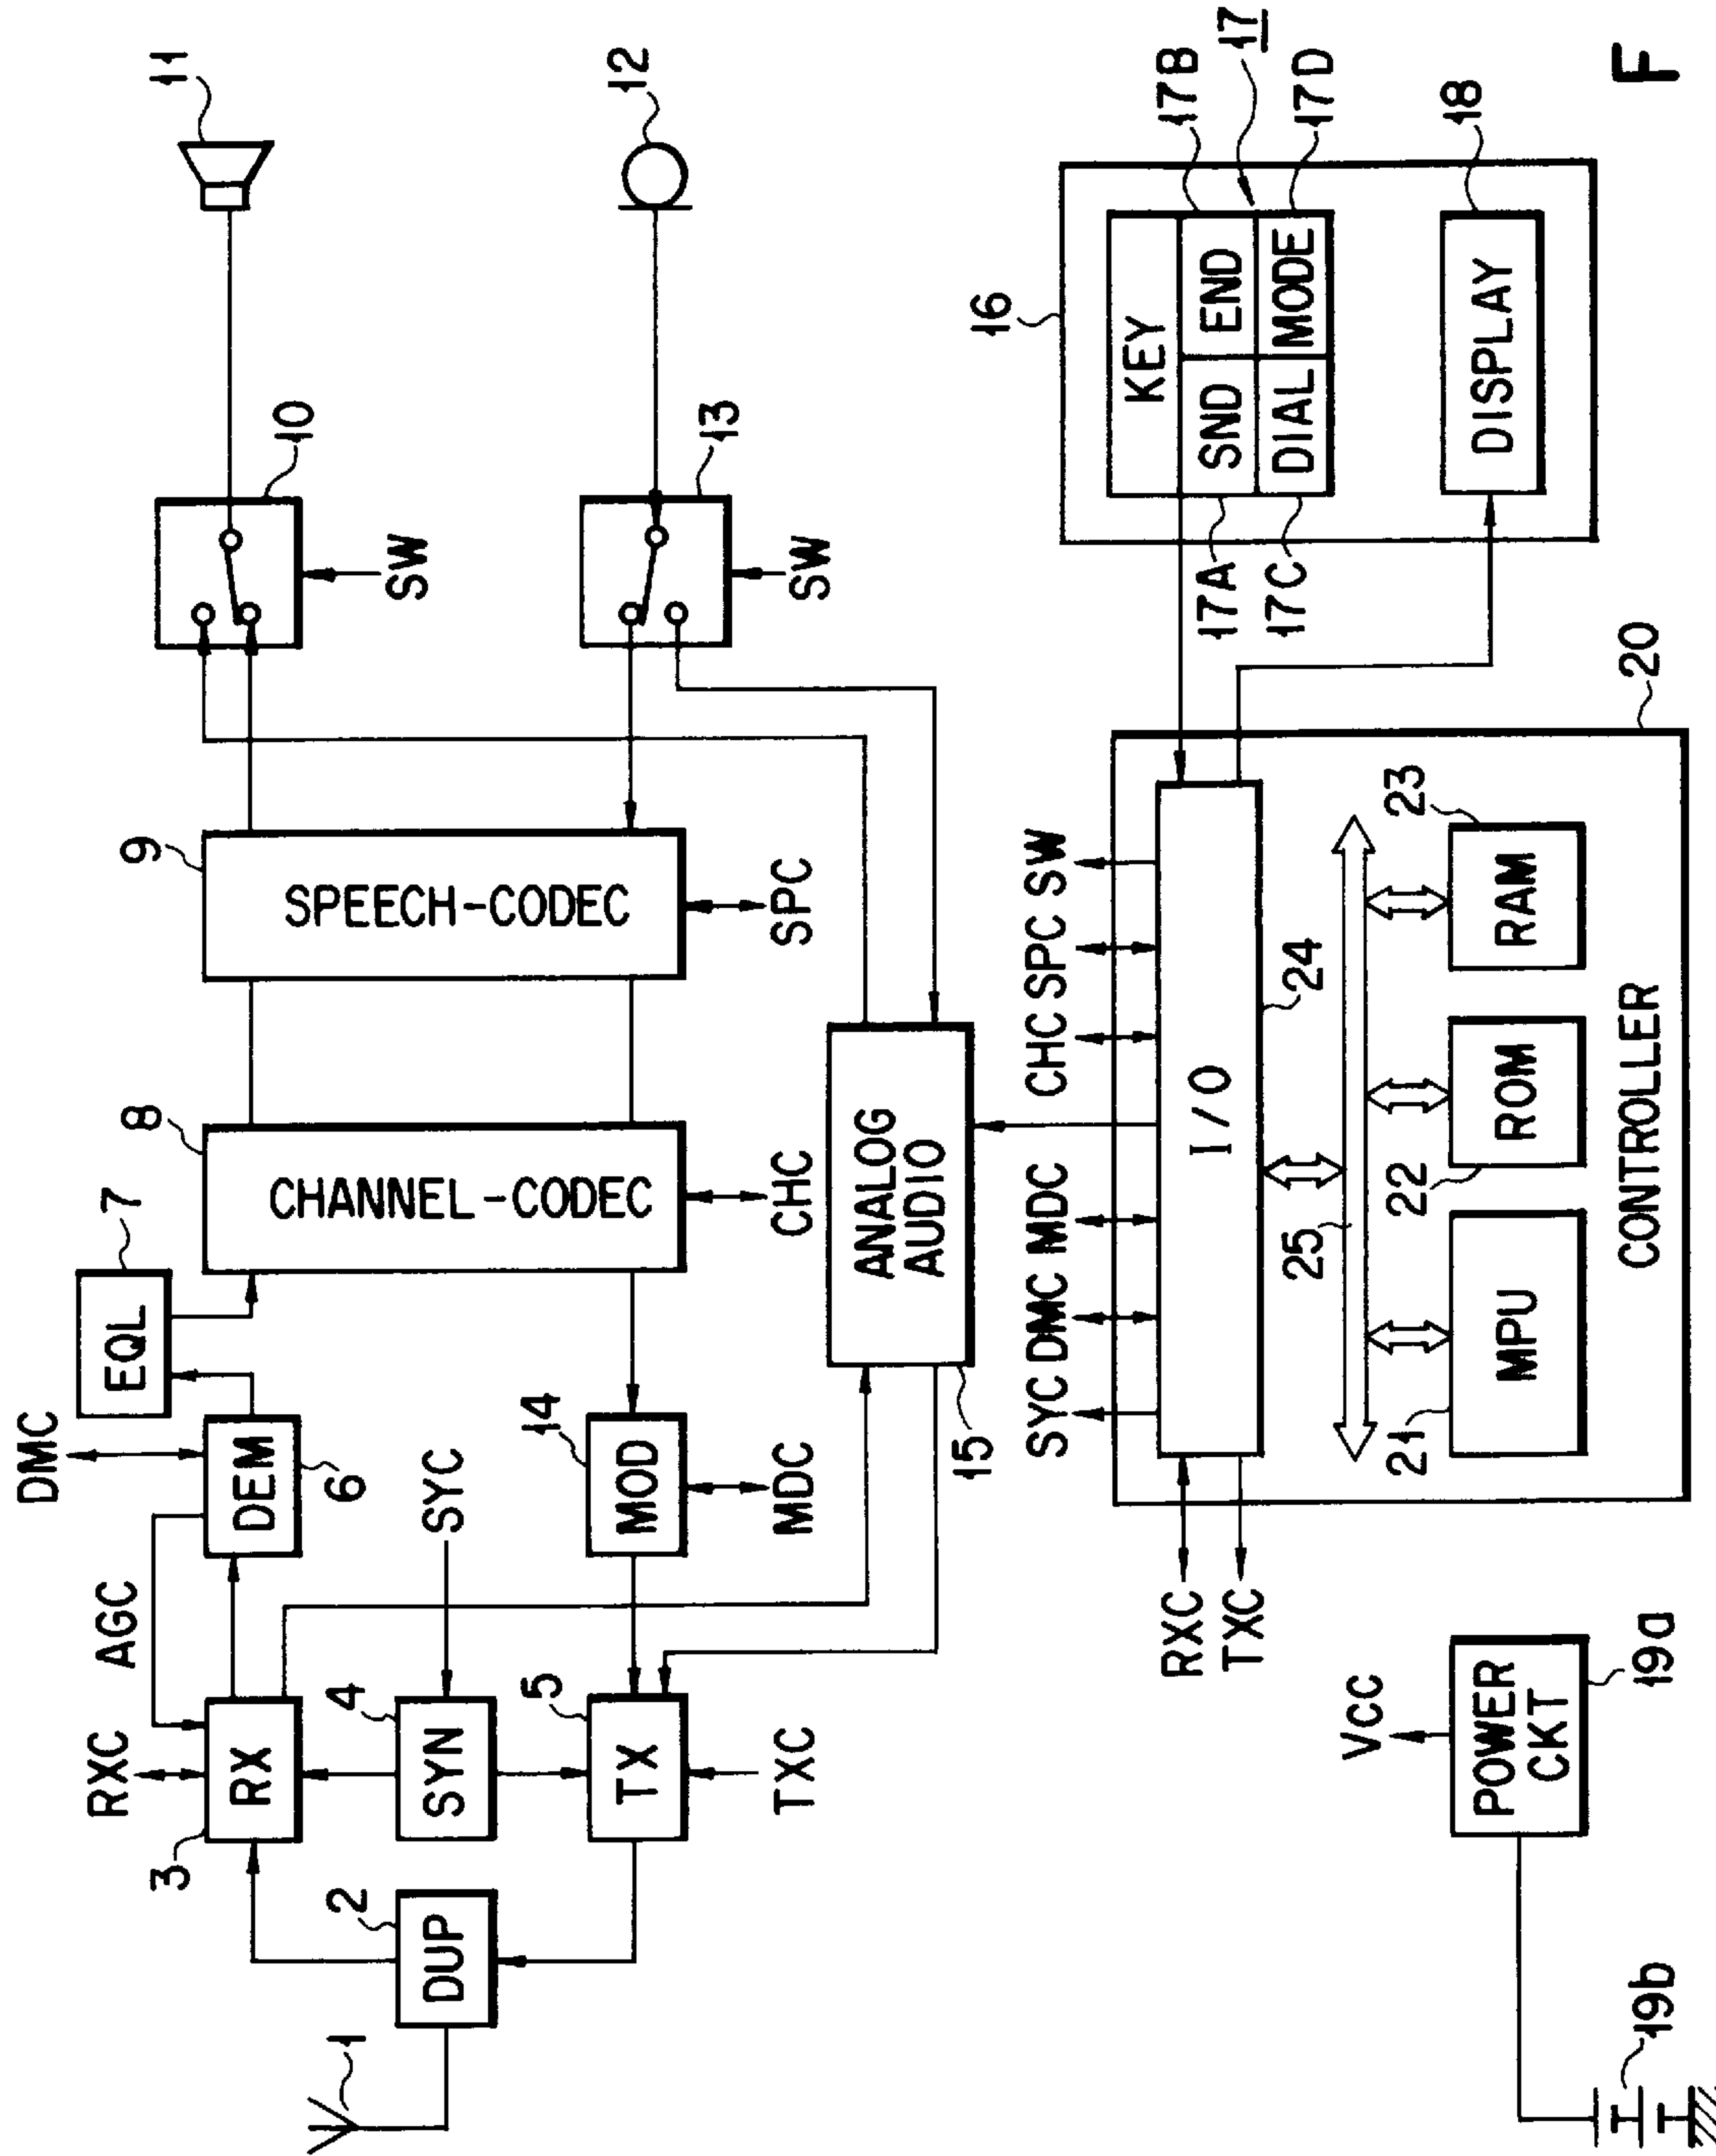 11
12
10
13
SW
SW
9
SPEECH-CODEC
SPC
8
CHANNEL-CODEC
CHC
7
EQL
DMC
DEM
6
AGC
SYC
14
MOD
MDC
RXC
RX
3
4
SYN
5
TX
TXC
2
DUP
1
ANALOG
AUDIO
15
16
KEY
SND
END
DIAL
MODE
17A
17B
17C
17D
17
DISPLAY
18
20
SYC DMC MDC CHC SPC SW
I/O
24
25
RXC
TXC
MPU
21
ROM
22
RAM
23
CONTROLLER
VCC
POWER
CKT
19a
19b
F